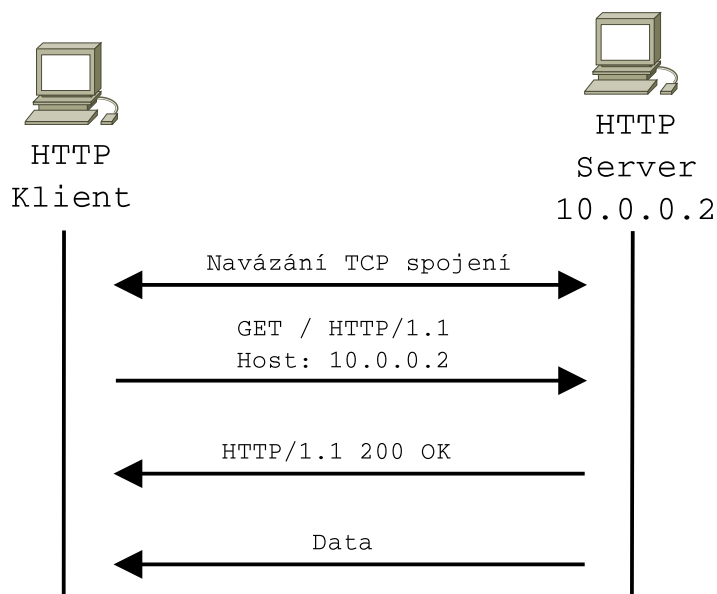 HTTP
Klient
HTTP
Server
10.0.0.2
Navázání TCP spojení
GET / HTTP/1.1
Host: 10.0.0.2
HTTP/1.1 200 OK
Data